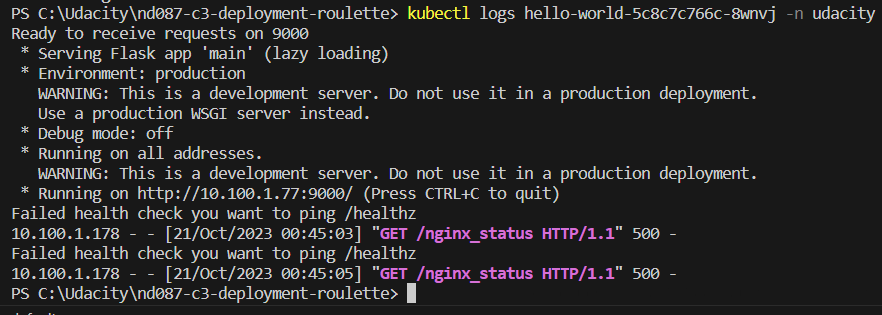 PS C:\Udacity\nd087-c3-deployment-roulette> kubectl logs hello-world-5c8c7c766c-8wnvj -n udacity
Ready to receive requests on 9000
 * Serving Flask app 'main' (lazy loading)
 * Environment: production
   WARNING: This is a development server. Do not use it in a production deployment.
   Use a production WSGI server instead.
 * Debug mode: off
 * Running on all addresses.
   WARNING: This is a development server. Do not use it in a production deployment.
 * Running on http://10.100.1.77:9000/ (Press CTRL+C to quit)
Failed health check you want to ping /healthz
10.100.1.178 - - [21/Oct/2023 00:45:03] "GET /nginx_status HTTP/1.1" 500 -
Failed health check you want to ping /healthz
10.100.1.178 - - [21/Oct/2023 00:45:05] "GET /nginx_status HTTP/1.1" 500 -
PS C:\Udacity\nd087-c3-deployment-roulette>